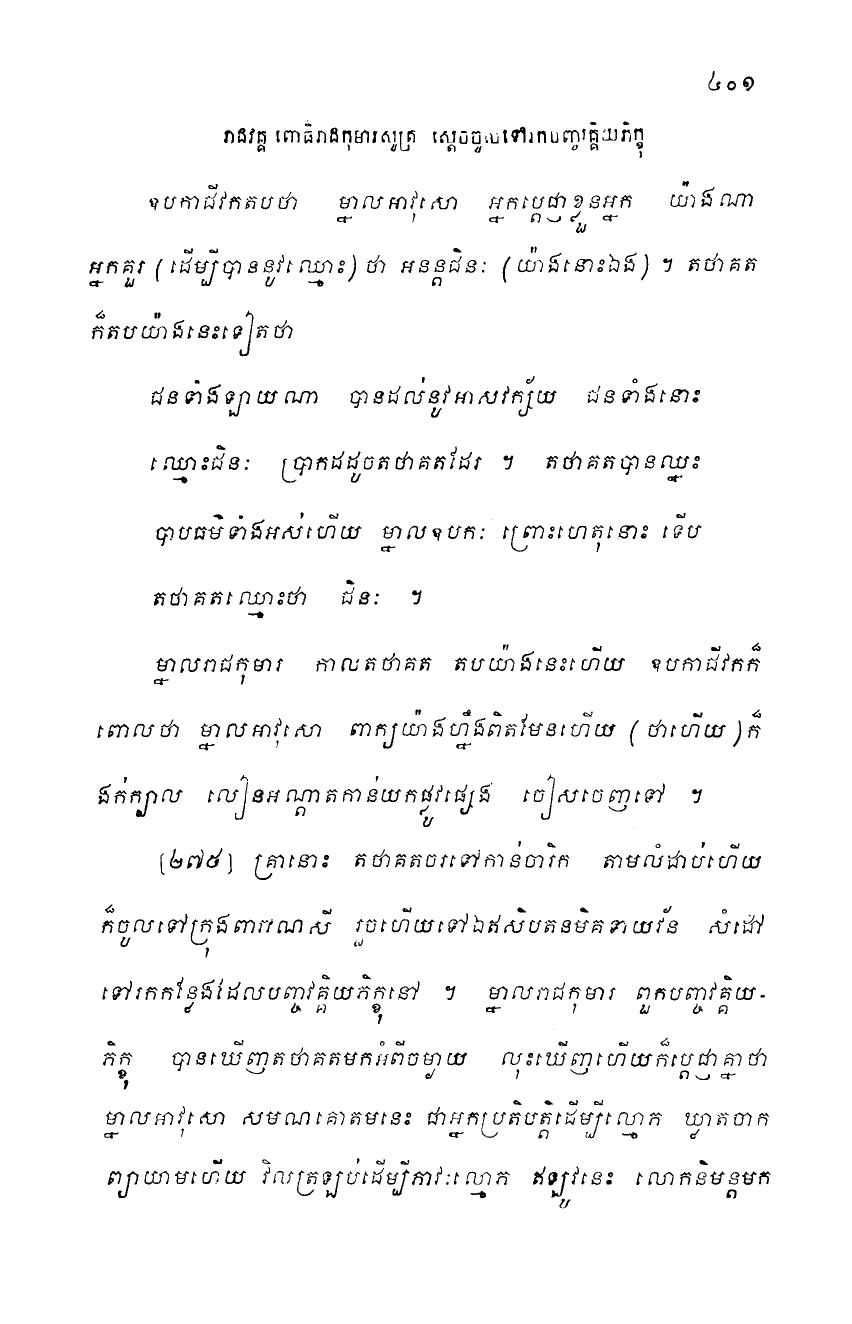 ៤០១
រាជវគ្គ ពោធិរាជកុមារសូត្រ ស្តេចចូលទៅរកបញ្ចវគ្គិយភិក្ខុ
ឧបកាជីវកតបថា ម្នាលអាវុសោ អ្នកប្តេជ្ញាខ្លួនអ្នក យ៉ាងណា
អ្នកគួរ (ដើម្បីបាននូវឈ្មោះ) ថា អនន្តជិនៈ (យ៉ាងនោះឯង) ។ តថាគត
ក៏តបយ៉ាងនេះទៀតថា
ជនទាំងឡាយណា បានដល់នូវអាសវក្ស័យ ជនទាំងនោះ
ឈ្មោះជិនៈ ប្រាកដដូចតថាគតដែរ ។ តថាគតបានឈ្នះ
បាបធម៌ទាំងអស់ហើយ ម្នាលឧបកៈ ព្រោះហេតុនោះ ទើប
តថាគតឈ្មោះថា ជិនៈ ។
ម្នាលរាជកុមារ កាលតថាគត តបយ៉ាងនេះហើយ ឧបកាជីវកក៏
ពោលថា ម្នាលអាវុសោ ពាក្យយ៉ាងហ្នឹងពិតមែនហើយ (ថាហើយ) ក៏
ងក់ក្បាល លៀនអណ្តាតកាន់យកផ្លូវផ្សេង ចៀសចេញទៅ ។
[២៧៥] គ្រានោះ តថាគតចរទៅកាន់ចារិក តាមលំដាប់ហើយ
ក៏ចូលទៅក្រុងពារាណសី រួចហើយទៅឯឥសិបតនមិគទាយវ័ន សំដៅ
ទៅរកកន្លែងដែលបញ្ចវគ្គិយភិក្ខុនៅ ។ ម្នាលរាជកុមារ ពួកបញ្ចវគ្គិយ-
ភិក្ខុ បានឃើញតថាគតមកអំពីចម្ងាយ លុះឃើញហើយក៏ប្តេជ្ញាគ្នាថា
ម្នាលអាវុសោ សមណគោតមនេះ ជាអ្នកប្រតិបត្តិដើម្បីល្មោភ ឃ្លាតចាក
ព្យាយាមហើយ វិលត្រឡប់ដើម្បីភាវៈល្មោភ ឥឡូវនេះ លោកនិមន្តមក